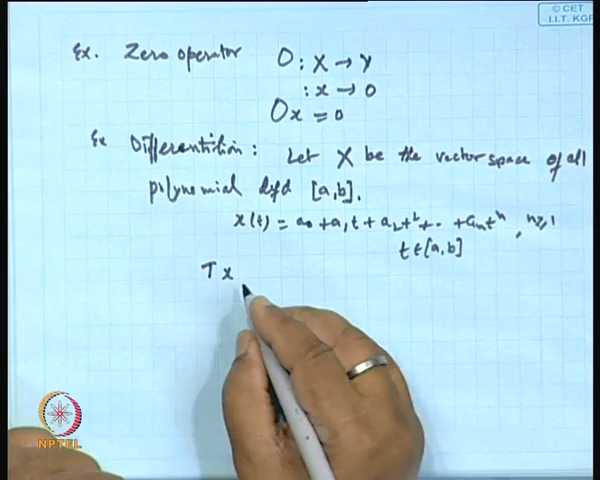 © CET
I.I.T. KGP
Ex. Zero operator O : X → Y
: x → 0
Ox = 0
Ex Differentiation : Let X be the vector space of all
polynomial dfd [a,b].
x(t) = a₀ + a₁t + a₂t² + .. + aₙtⁿ, n≥1
t ∈ [a,b]
Tx
NPTEL